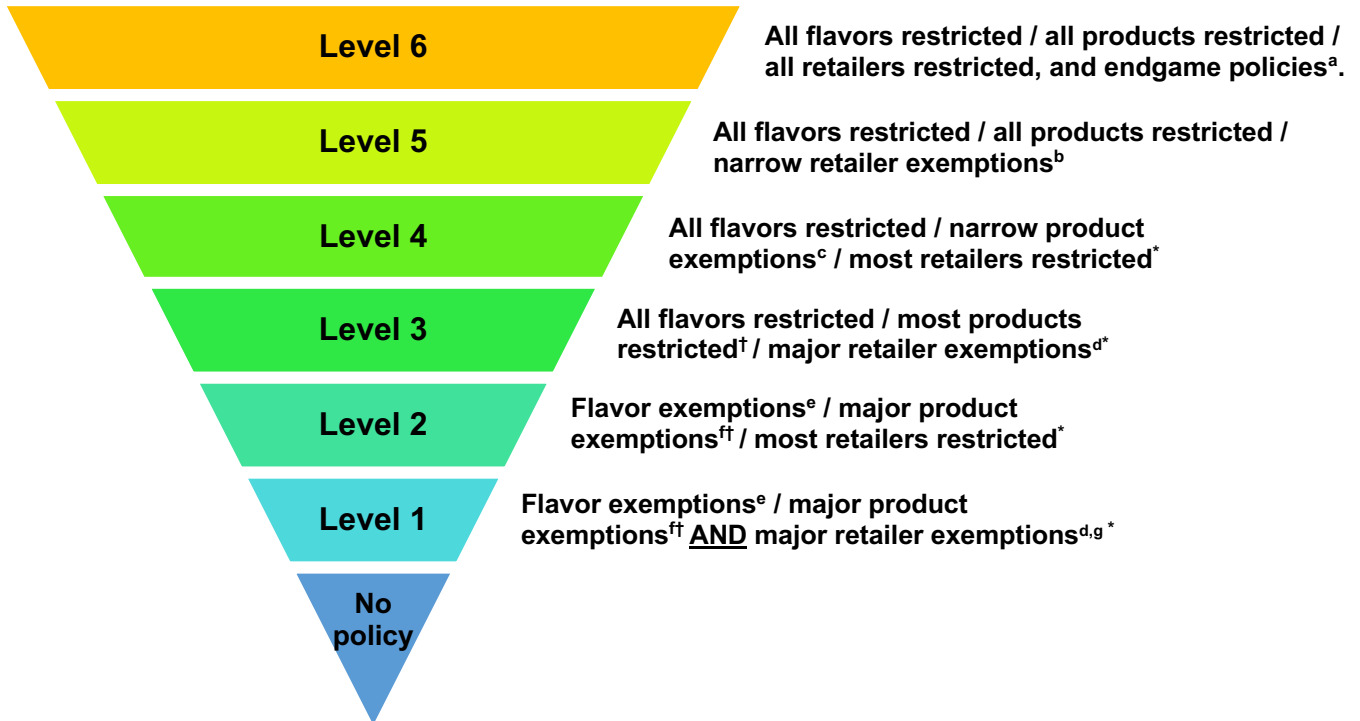 Level 6
All flavors restricted / all products restricted /
all retailers restricted, and endgame policiesᵃ.
Level 5
All flavors restricted / all products restricted /
narrow retailer exemptionsᵇ
Level 4
All flavors restricted / narrow product
exemptionsᶜ / most retailers restricted*
Level 3
All flavors restricted / most products
restricted† / major retailer exemptionsᵈ*
Level 2
Flavor exemptionsᵉ / major product
exemptionsᶠ† / most retailers restricted*
Level 1
Flavor exemptionsᵉ / major product
exemptionsᶠ† AND major retailer exemptionsᵈ,ᵍ *
No
policy